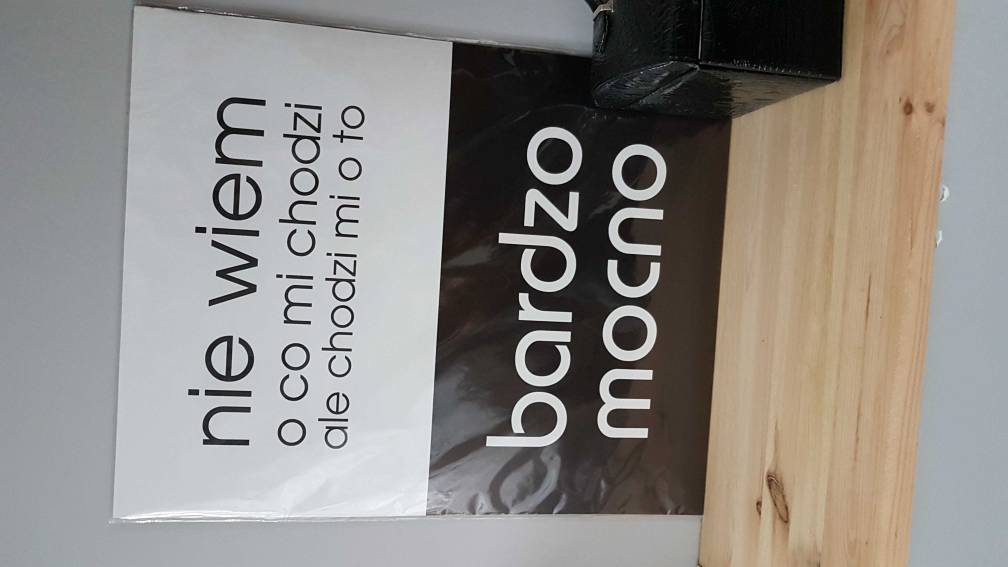 nie wiem
o co mi chodzi
ale chodzi mi o to
bardzo
mocno